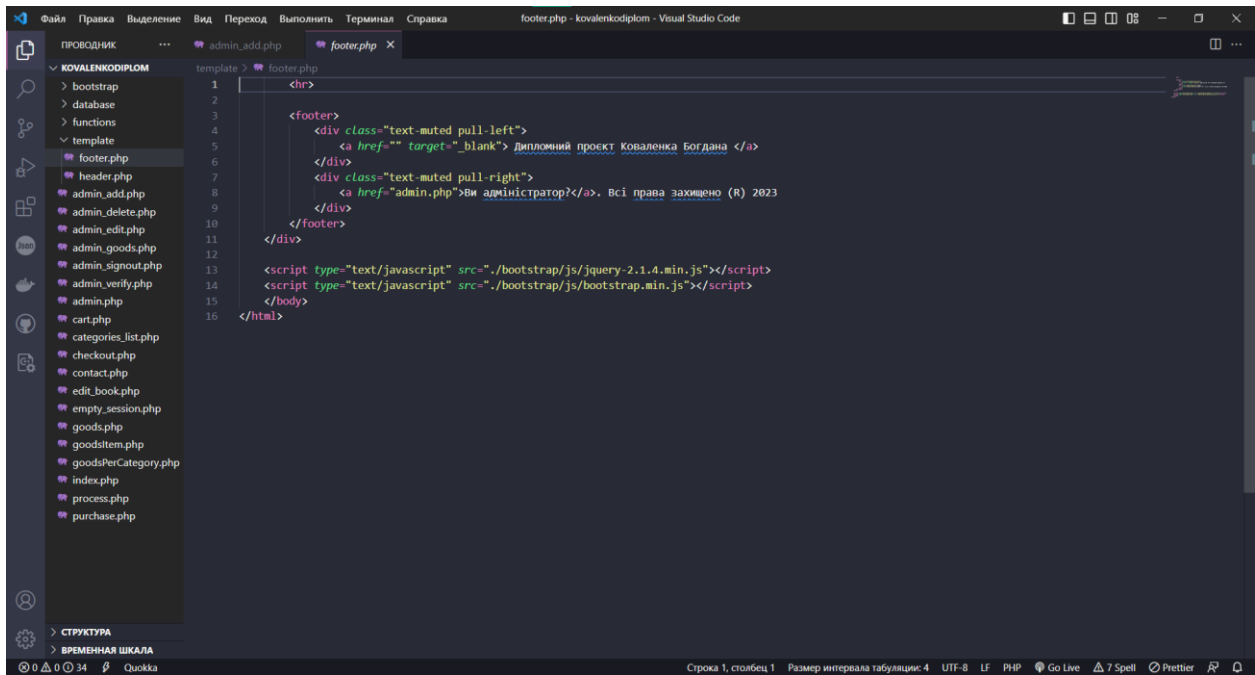 Файл Правка Выделение Вид Переход Выполнить Терминал Справка footer.php - kovalenkodiplom - Visual Studio Code
ПРОВОДНИК ··· admin_add.php footer.php
KOVALENKODIPLOM template > footer.php
bootstrap
database
functions
template
footer.php
header.php
admin_add.php
admin_delete.php
admin_edit.php
admin_goods.php
admin_signout.php
admin_verify.php
admin.php
cart.php
categories_list.php
checkout.php
contact.php
edit_book.php
empty_session.php
goods.php
goodsItem.php
goodsPerCategory.php
index.php
process.php
purchase.php
СТРУКТУРА
ВРЕМЕННАЯ ШКАЛА
1 <hr>
2
3 <footer>
4 <div class="text-muted pull-left">
5 <a href="" target="_blank"> Дипломний проєкт Коваленка Богдана </a>
6 </div>
7 <div class="text-muted pull-right">
8 <a href="admin.php">Ви адміністратор?</a>. Всі права захищено (R) 2023
9 </div>
10 </footer>
11 </div>
12
13 <script type="text/javascript" src="./bootstrap/js/jquery-2.1.4.min.js"></script>
14 <script type="text/javascript" src="./bootstrap/js/bootstrap.min.js"></script>
15 </body>
16 </html>
Json
0 0 34 Quokka Строка 1, столбец 1 Размер интервала табуляции: 4 UTF-8 LF PHP Go Live 7 Spell Prettier